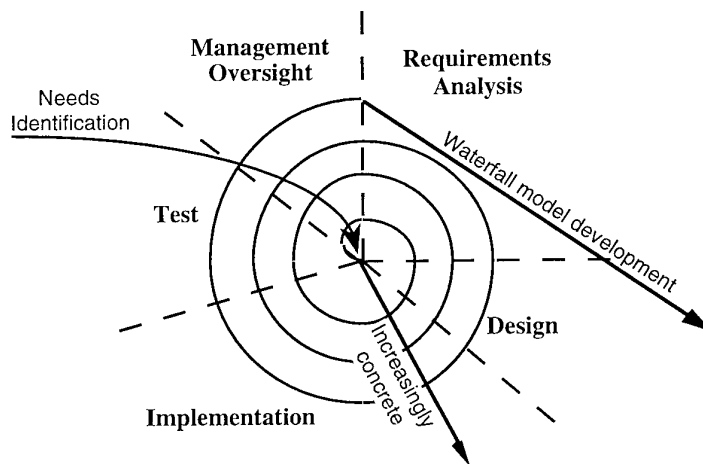 Management
Oversight
Requirements
Analysis
Needs
Identification
Waterfall model development
Test
Design
Increasingly
concrete
Implementation